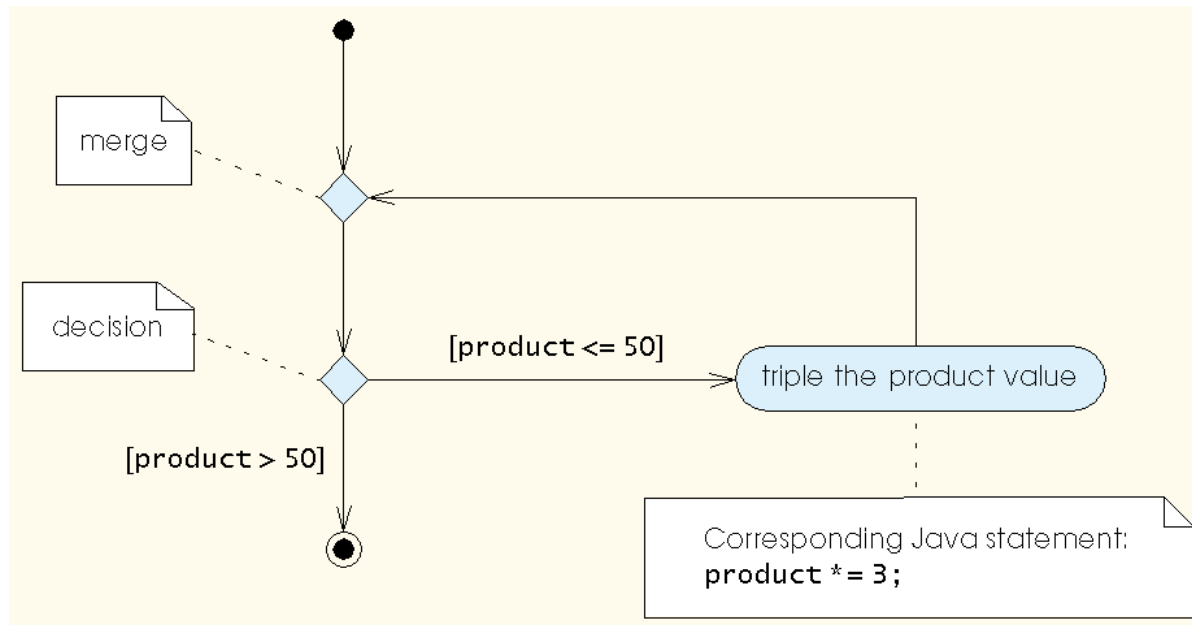 merge
decision
[product <= 50]
triple the product value
[product > 50]
Corresponding Java statement:
product *= 3;